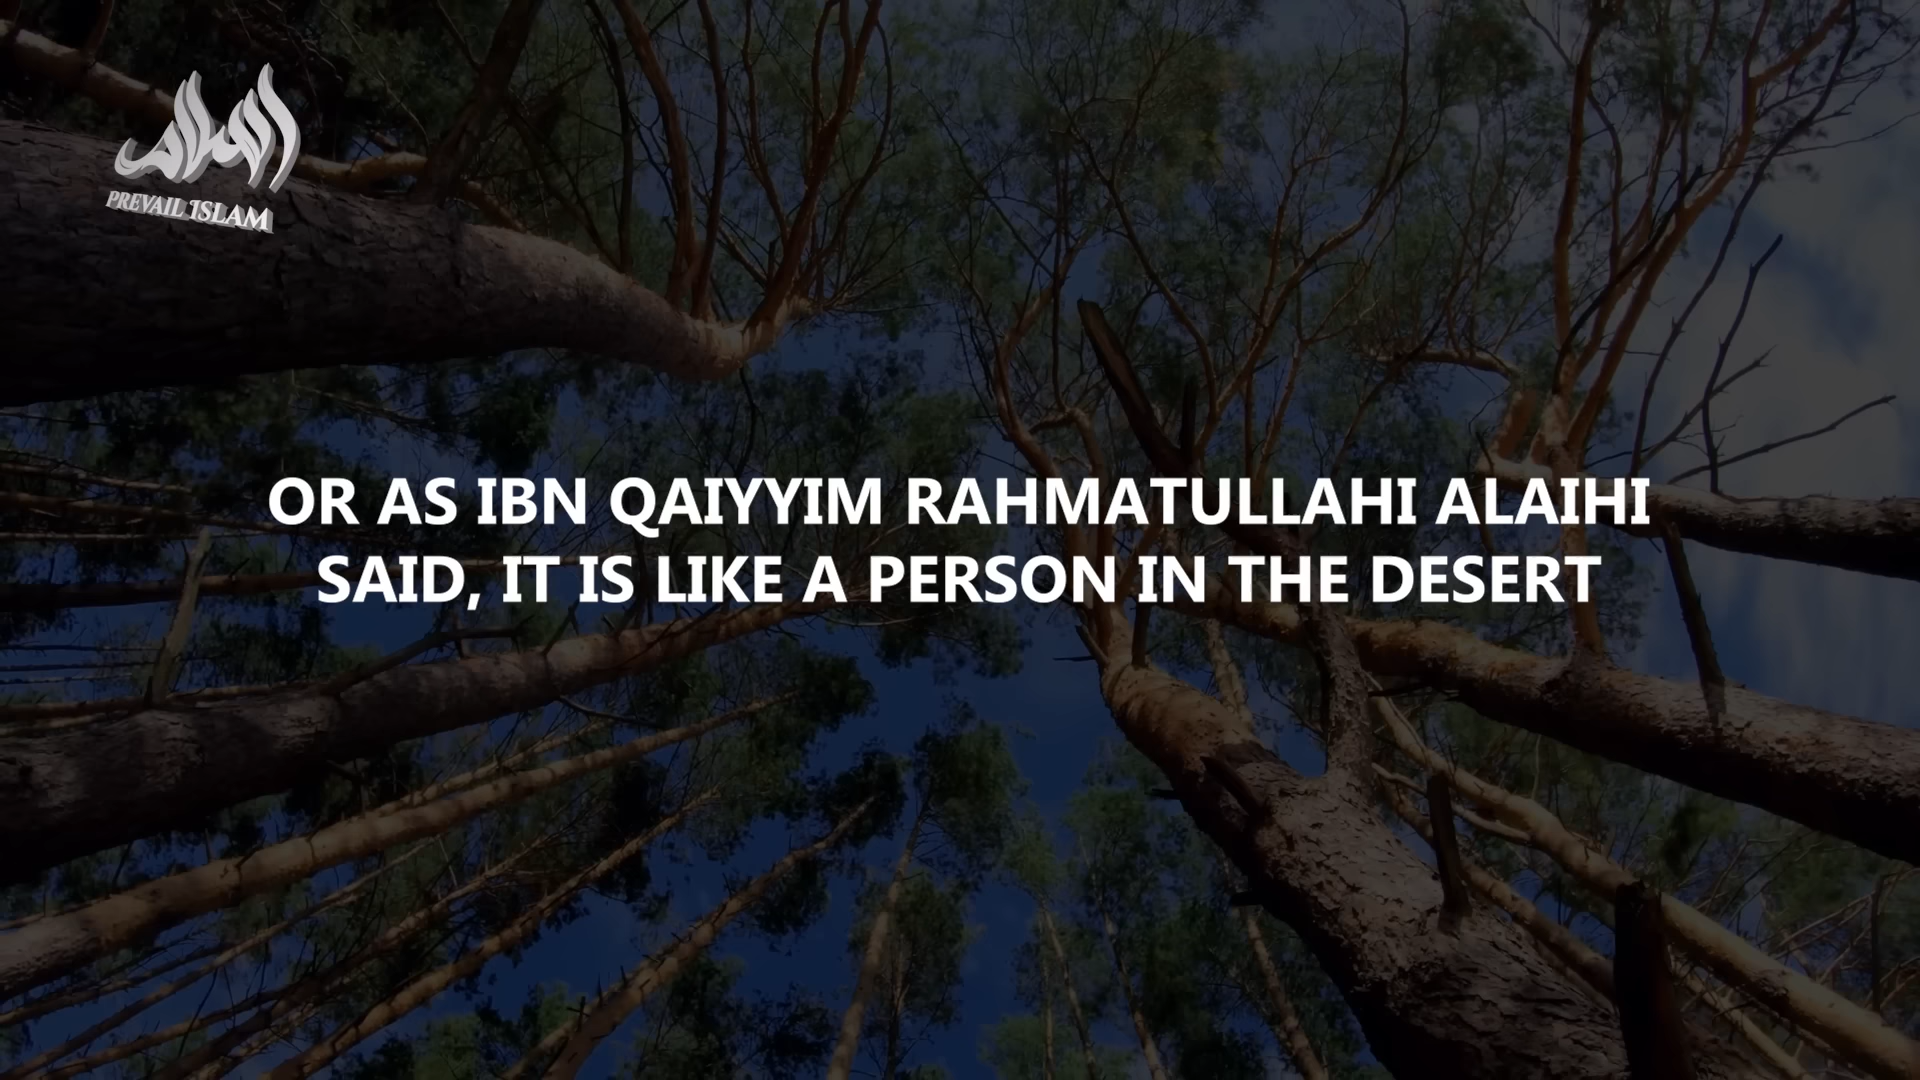 PREVAIL ISLAM
OR AS IBN QAIYYIM RAHMATULLAHI ALAIHI
SAID, IT IS LIKE A PERSON IN THE DESERT